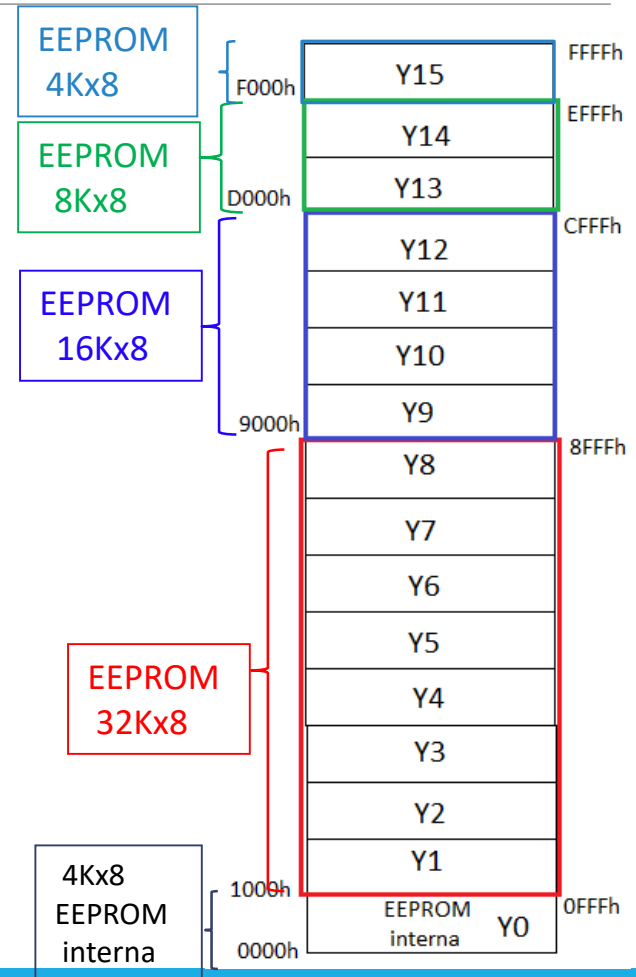 EEPROM
4Kx8
F000h
Y15
FFFFh
EEPROM
8Kx8
D000h
Y14
Y13
EFFFh
EEPROM
16Kx8
9000h
Y12
Y11
Y10
Y9
CFFFh
EEPROM
32Kx8
Y8
Y7
Y6
Y5
Y4
Y3
Y2
Y1
8FFFh
1000h
4Kx8
EEPROM
interna
0000h
EEPROM
interna
Y0
0FFFh